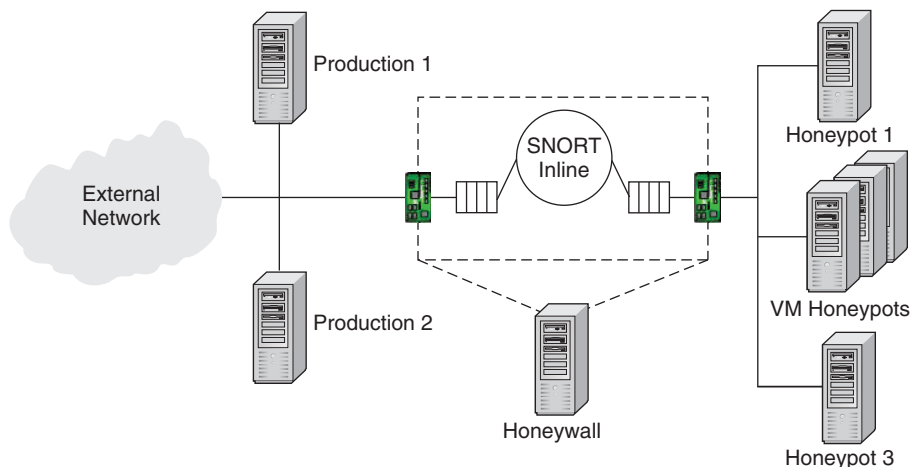 Production 1
External
Network
Production 2
SNORT
Inline
Honeywall
Honeypot 1
VM Honeypots
Honeypot 3